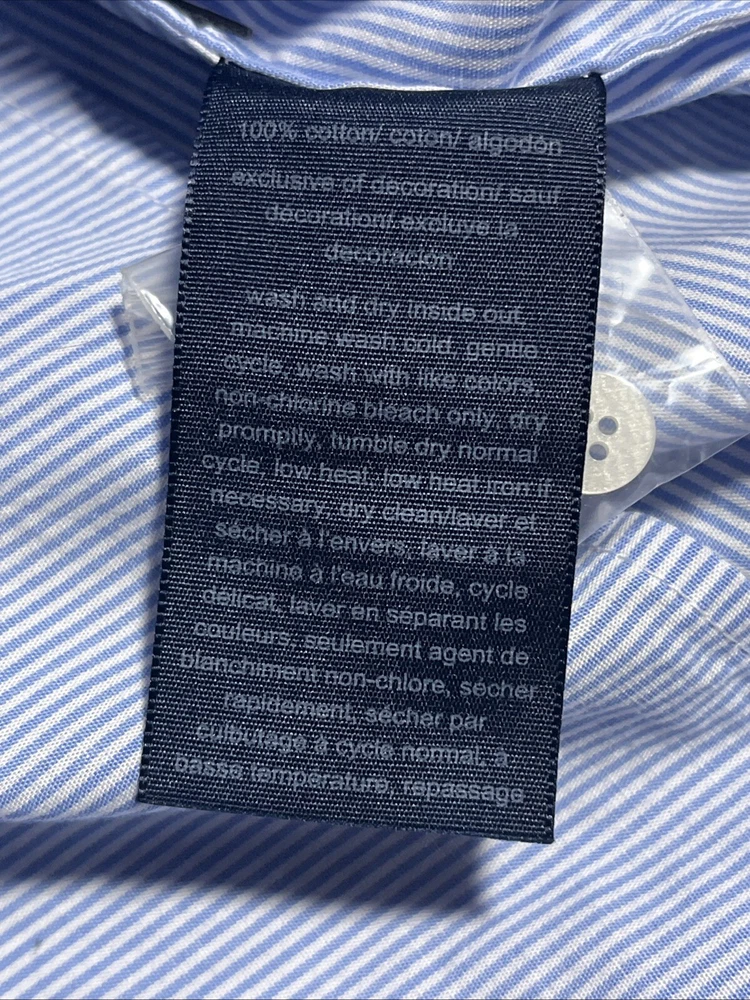 100% cotton/ coton/ algodón
exclusive of decoration/ sauf
decoration/ excluye la
decoración
wash and dry inside out,
machine wash cold, gentle
cycle, wash with like colors,
non-chlorine bleach only, dry
promptly, tumble dry normal
cycle, low heat, low heat iron if
necessary, dry clean/laver et
sécher à l'envers, laver à la
machine à l'eau froide, cycle
délicat, laver en séparant les
couleurs, seulement agent de
blanchiment non-chlore, sécher
rapidement, sécher par
culbutage à cycle normal, à
basse température, repassage